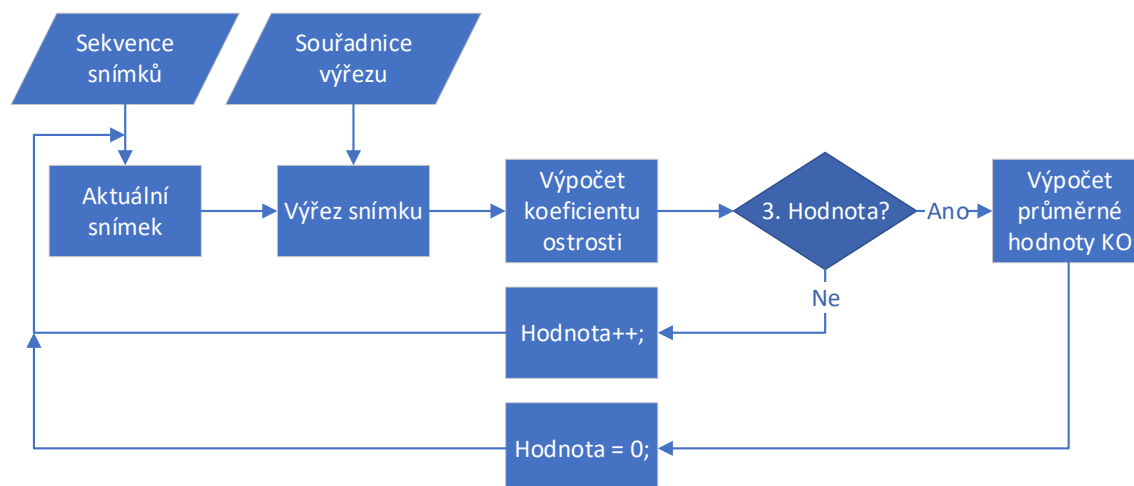 Sekvence
snímků
Souřadnice
výřezu
Aktuální
snímek
Výřez snímku
Výpočet
koeficientu
ostrosti
3. Hodnota?
Ano
Výpočet
průměrné
hodnoty KO
Ne
Hodnota++;
Hodnota = 0;